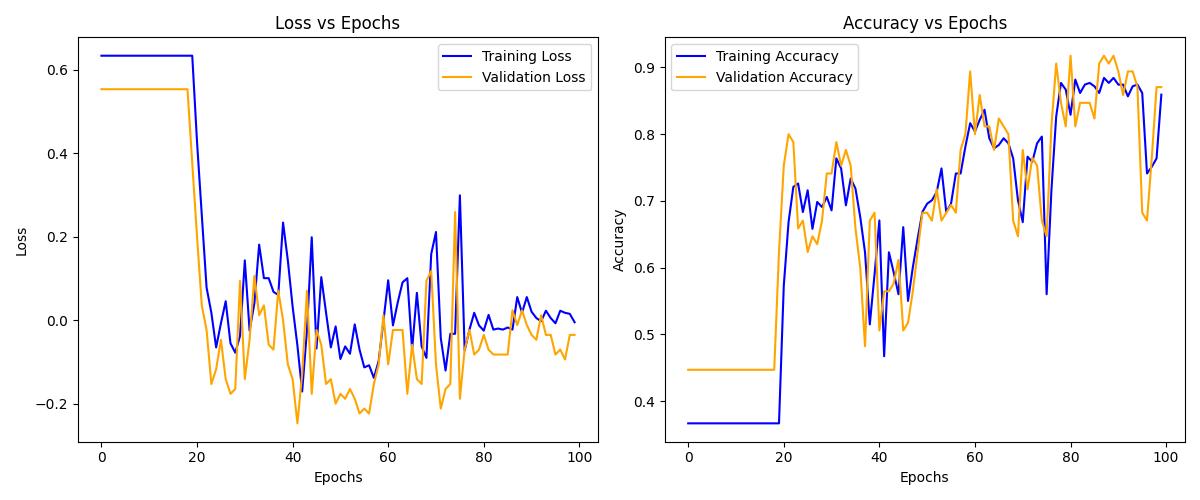 Loss vs Epochs
Training Loss
Validation Loss
0.6
0.4
0.2
0.0
−0.2
Loss
0 20 40 60 80 100
Epochs
Accuracy vs Epochs
Training Accuracy
Validation Accuracy
0.9
0.8
0.7
0.6
0.5
0.4
Accuracy
0 20 40 60 80 100
Epochs